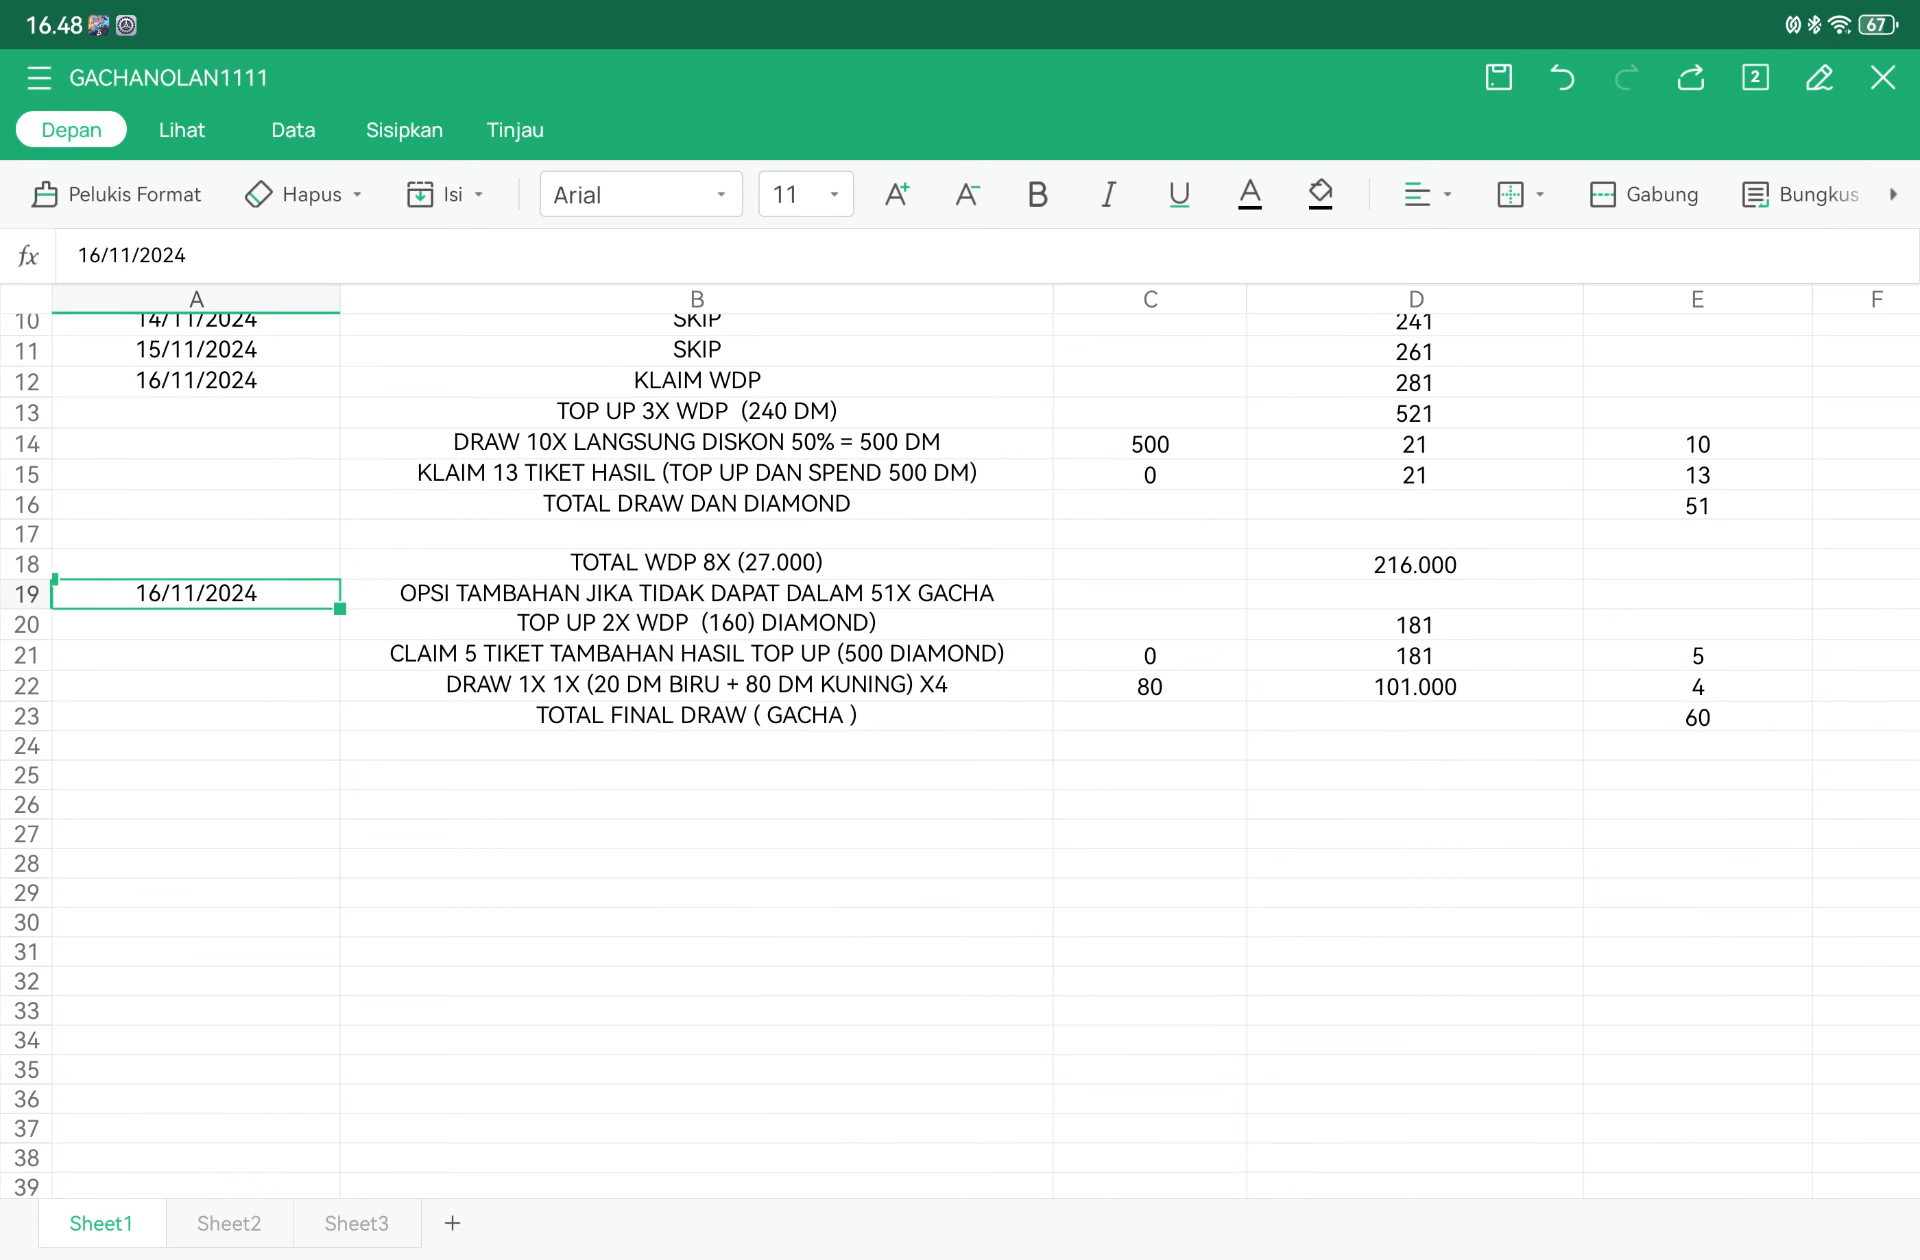 16.48
67
GACHANOLAN1111
2
Depan Lihat Data Sisipkan Tinjau
Pelukis Format Hapus Isi Arial 11 A+ A- B I U A Gabung Bungkus
fx 16/11/2024
A B C D E F
10 14/11/2024 SKIP 241
11 15/11/2024 SKIP 261
12 16/11/2024 KLAIM WDP 281
13 TOP UP 3X WDP (240 DM) 521
14 DRAW 10X LANGSUNG DISKON 50% = 500 DM 500 21 10
15 KLAIM 13 TIKET HASIL (TOP UP DAN SPEND 500 DM) 0 21 13
16 TOTAL DRAW DAN DIAMOND 51
17
18 TOTAL WDP 8X (27.000) 216.000
19 16/11/2024 OPSI TAMBAHAN JIKA TIDAK DAPAT DALAM 51X GACHA
20 TOP UP 2X WDP (160) DIAMOND) 181
21 CLAIM 5 TIKET TAMBAHAN HASIL TOP UP (500 DIAMOND) 0 181 5
22 DRAW 1X 1X (20 DM BIRU + 80 DM KUNING) X4 80 101.000 4
23 TOTAL FINAL DRAW ( GACHA ) 60
24
25
26
27
28
29
30
31
32
33
34
35
36
37
38
39
Sheet1 Sheet2 Sheet3 +